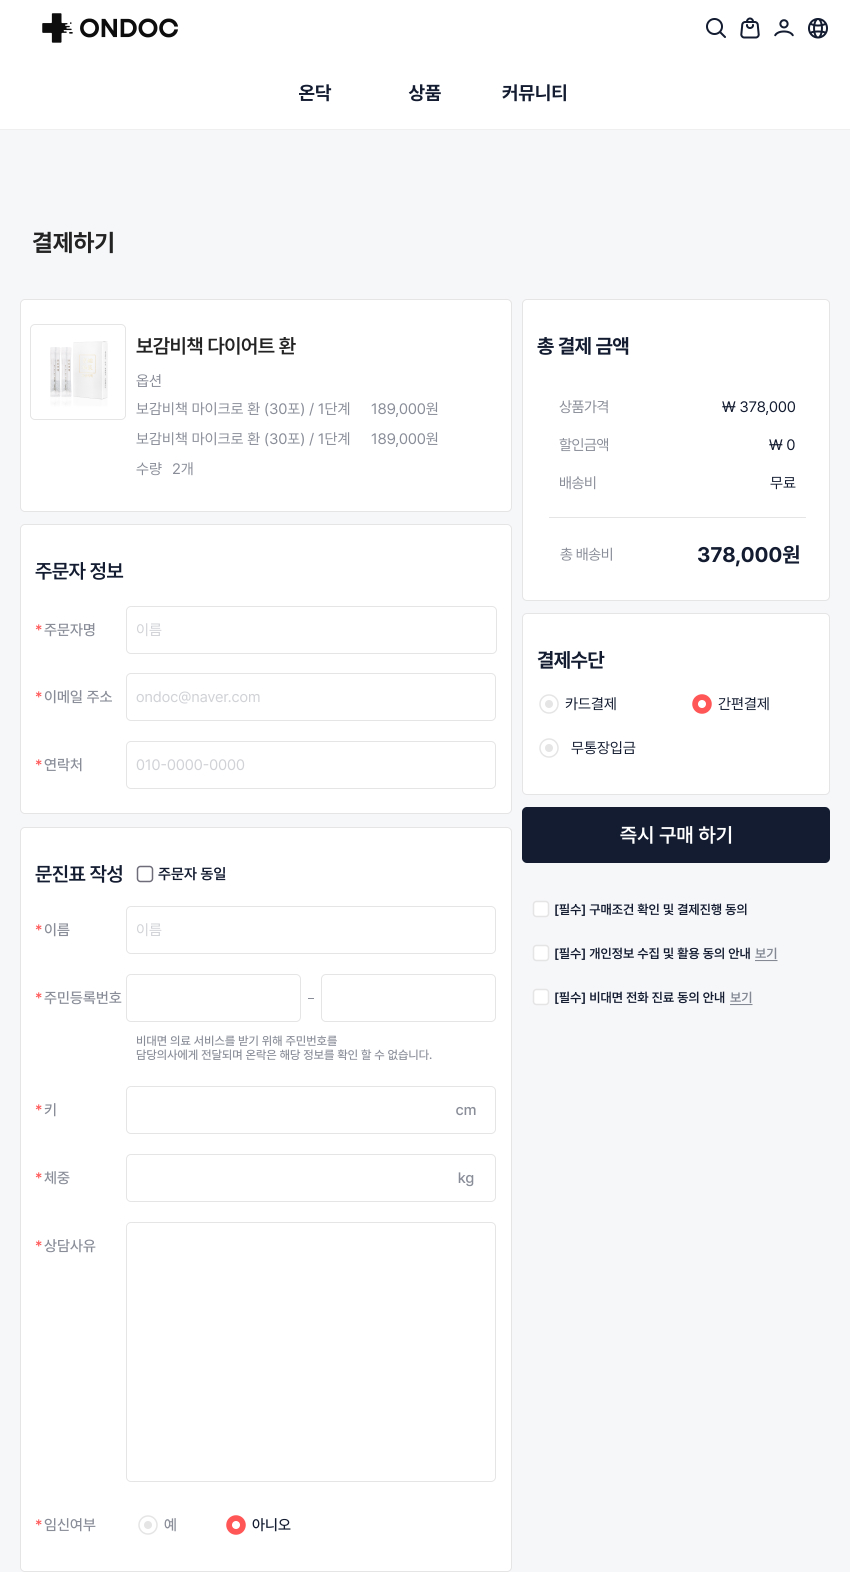 ONDOC
온닥 상품 커뮤니티
결제하기
보감비책 다이어트 환
옵션
보감비책 마이크로 환 (30포) / 1단계 189,000원
보감비책 마이크로 환 (30포) / 1단계 189,000원
수량 2개
주문자 정보
*주문자명 이름
*이메일 주소 ondoc@naver.com
*연락처 010-0000-0000
문진표 작성 주문자 동일
*이름 이름
*주민등록번호 –
비대면 의료 서비스를 받기 위해 주민번호를
담당의사에게 전달되며 온락은 해당 정보를 확인 할 수 없습니다.
*키 cm
*체중 kg
*상담사유
*임신여부 예 아니오
총 결제 금액
상품가격 ₩ 378,000
할인금액 ₩ 0
배송비 무료
총 배송비 378,000원
결제수단
카드결제 간편결제
무통장입금
즉시 구매 하기
[필수] 구매조건 확인 및 결제진행 동의
[필수] 개인정보 수집 및 활용 동의 안내 보기
[필수] 비대면 전화 진료 동의 안내 보기